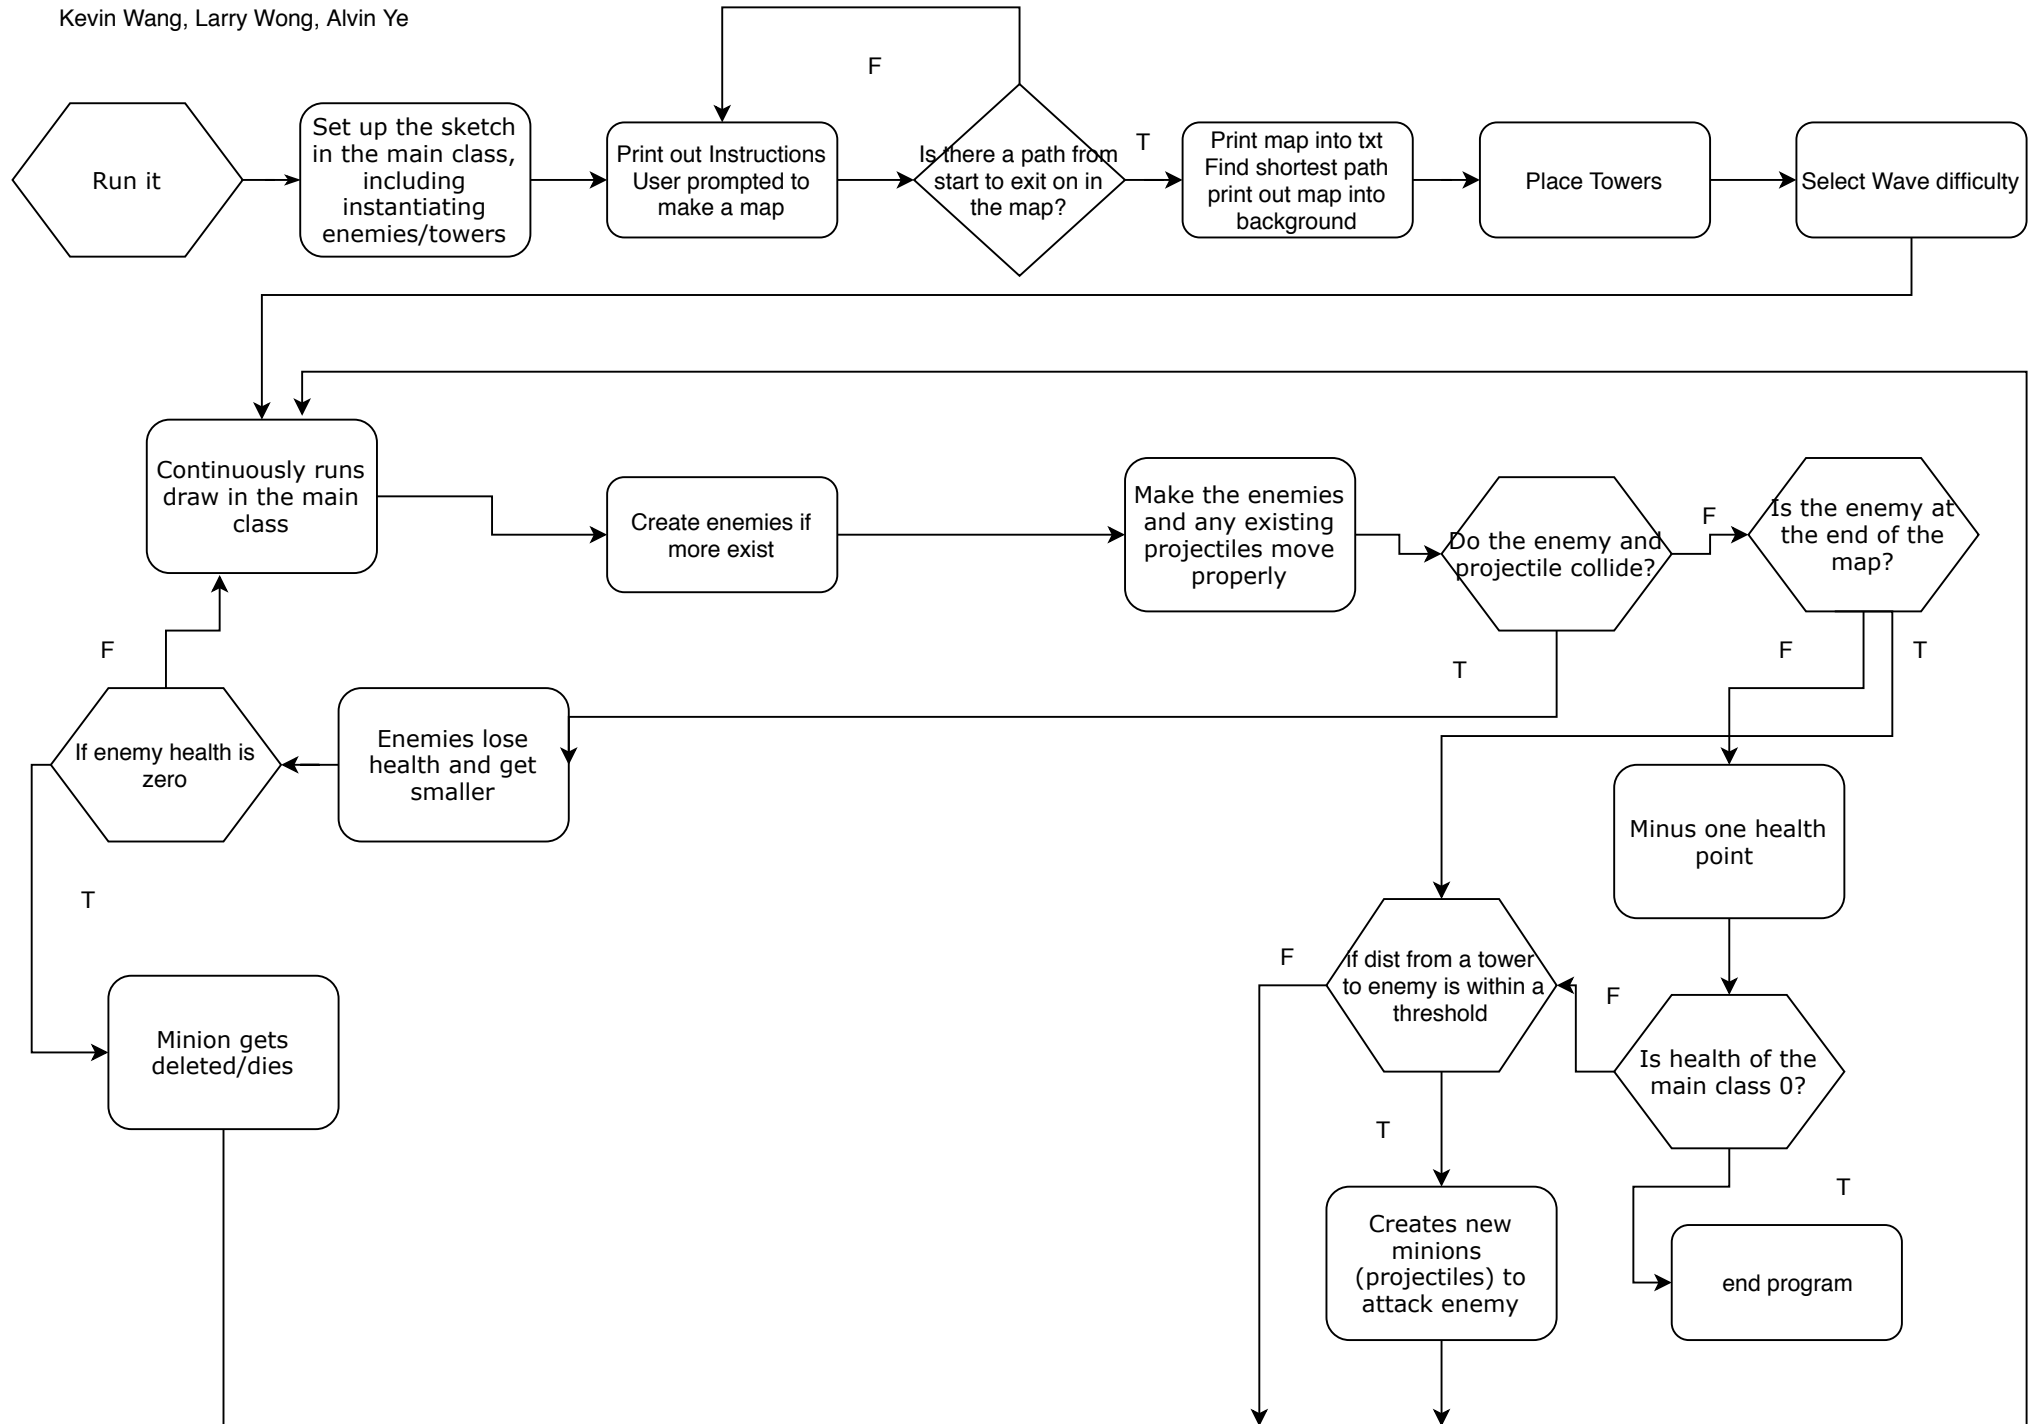 Kevin Wang, Larry Wong, Alvin Ye
F
Run it
Set up the sketch
in the main class,
including
instantiating
enemies/towers
Print out Instructions
User prompted to
make a map
Is there a path from
start to exit on in
the map?
T
Print map into txt
Find shortest path
print out map into
background
Place Towers
Select Wave difficulty
Continuously runs
draw in the main
class
Create enemies if
more exist
Make the enemies
and any existing
projectiles move
properly
Do the enemy and
projectile collide?
F
Is the enemy at
the end of the
map?
F
T
F
T
If enemy health is
zero
Enemies lose
health and get
smaller
Minus one health
point
T
F
if dist from a tower
to enemy is within a
threshold
F
Minion gets
deleted/dies
Is health of the
main class 0?
T
T
Creates new
minions
(projectiles) to
attack enemy
end program